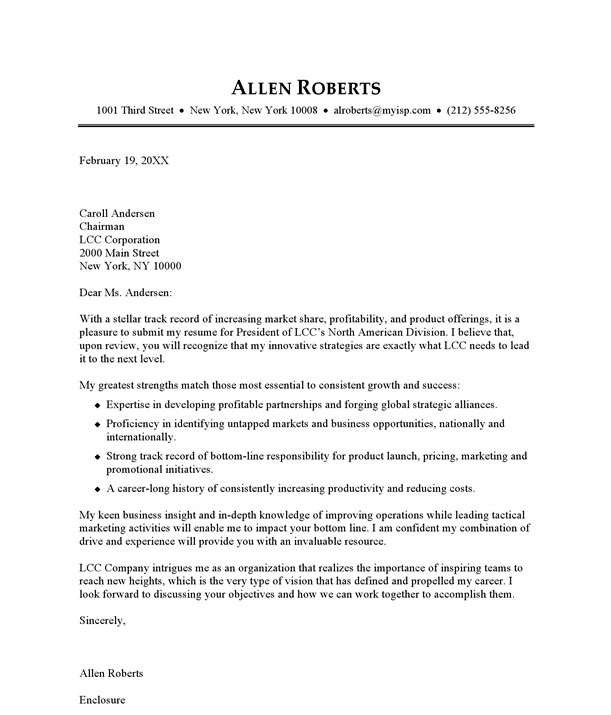 ALLEN ROBERTS
1001 Third Street ● New York, New York 10008 ● alroberts@myisp.com ● (212) 555-8256
February 19, 20XX
Caroll Andersen
Chairman
LCC Corporation
2000 Main Street
New York, NY 10000
Dear Ms. Andersen:
With a stellar track record of increasing market share, profitability, and product offerings, it is a
pleasure to submit my resume for President of LCC's North American Division. I believe that,
upon review, you will recognize that my innovative strategies are exactly what LCC needs to lead
it to the next level.
My greatest strengths match those most essential to consistent growth and success:
◆ Expertise in developing profitable partnerships and forging global strategic alliances.
◆ Proficiency in identifying untapped markets and business opportunities, nationally and
internationally.
◆ Strong track record of bottom-line responsibility for product launch, pricing, marketing and
promotional initiatives.
◆ A career-long history of consistently increasing productivity and reducing costs.
My keen business insight and in-depth knowledge of improving operations while leading tactical
marketing activities will enable me to impact your bottom line. I am confident my combination of
drive and experience will provide you with an invaluable resource.
LCC Company intrigues me as an organization that realizes the importance of inspiring teams to
reach new heights, which is the very type of vision that has defined and propelled my career. I
look forward to discussing your objectives and how we can work together to accomplish them.
Sincerely,
Allen Roberts
Enclosure